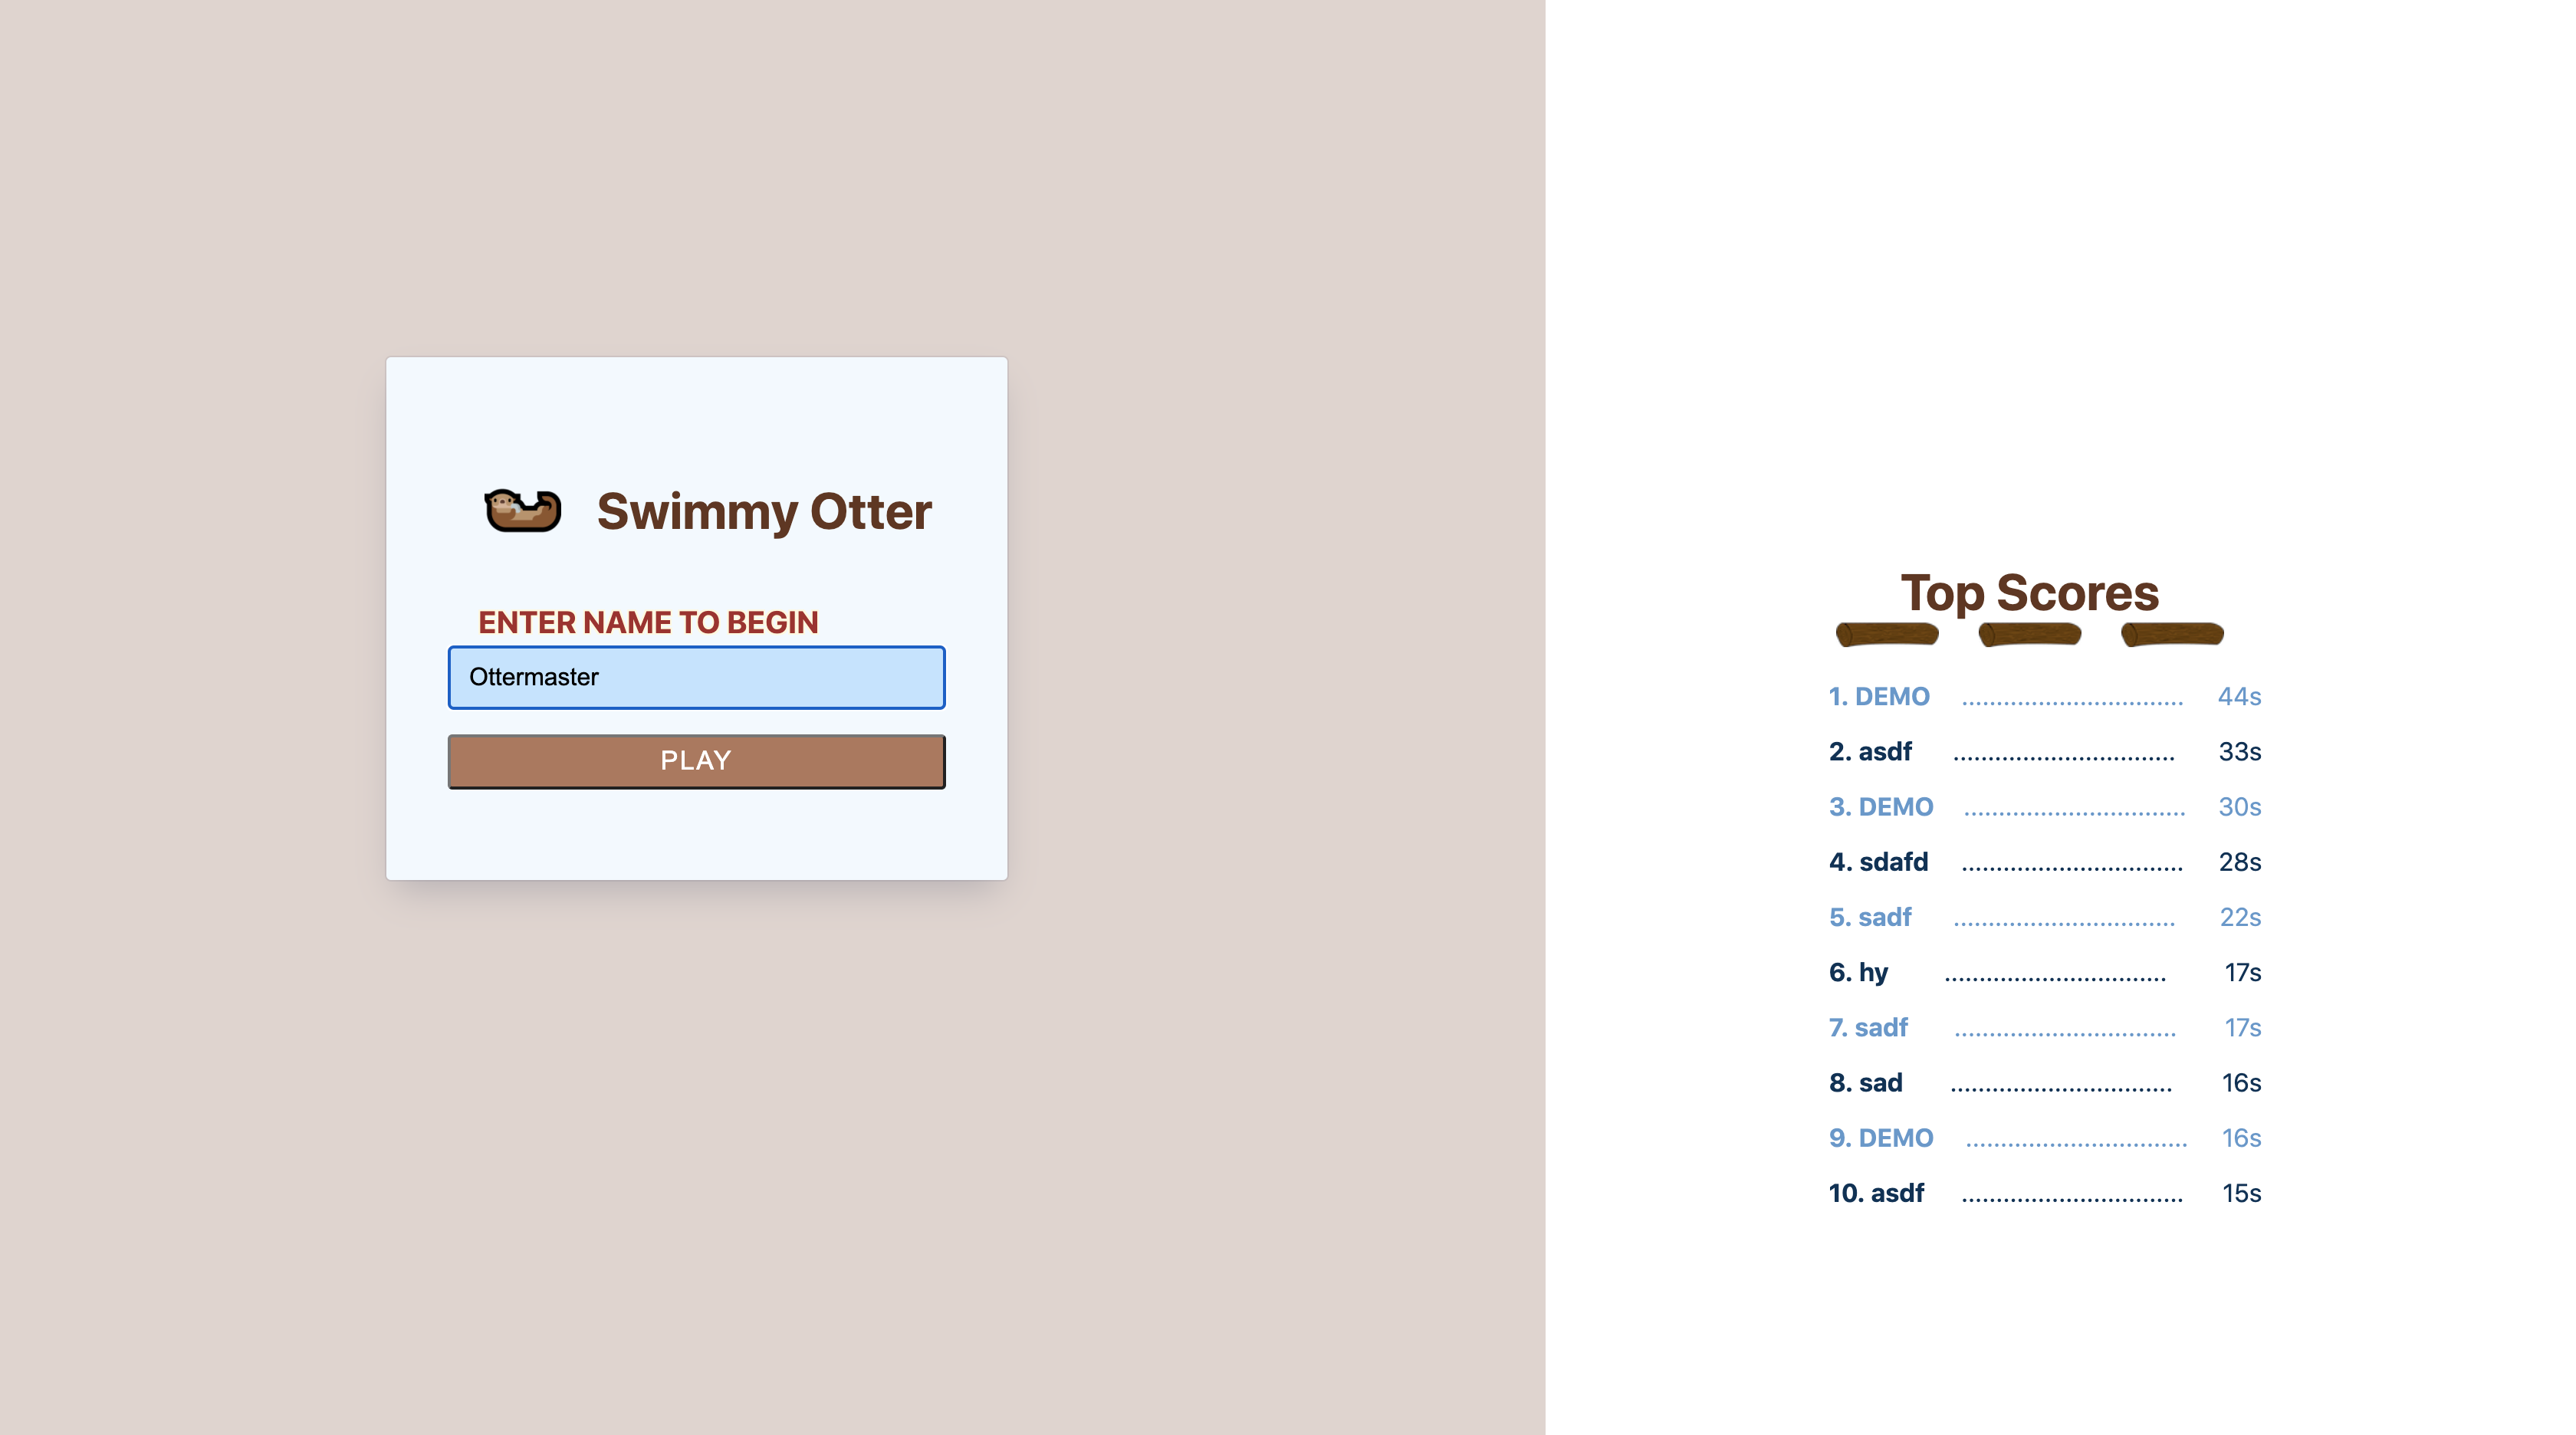 Swimmy Otter
ENTER NAME TO BEGIN
Ottermaster
PLAY
Top Scores
1. DEMO ................................ 44s
2. asdf ................................ 33s
3. DEMO ................................ 30s
4. sdafd ................................ 28s
5. sadf ................................ 22s
6. hy ................................ 17s
7. sadf ................................ 17s
8. sad ................................ 16s
9. DEMO ................................ 16s
10. asdf ................................ 15s